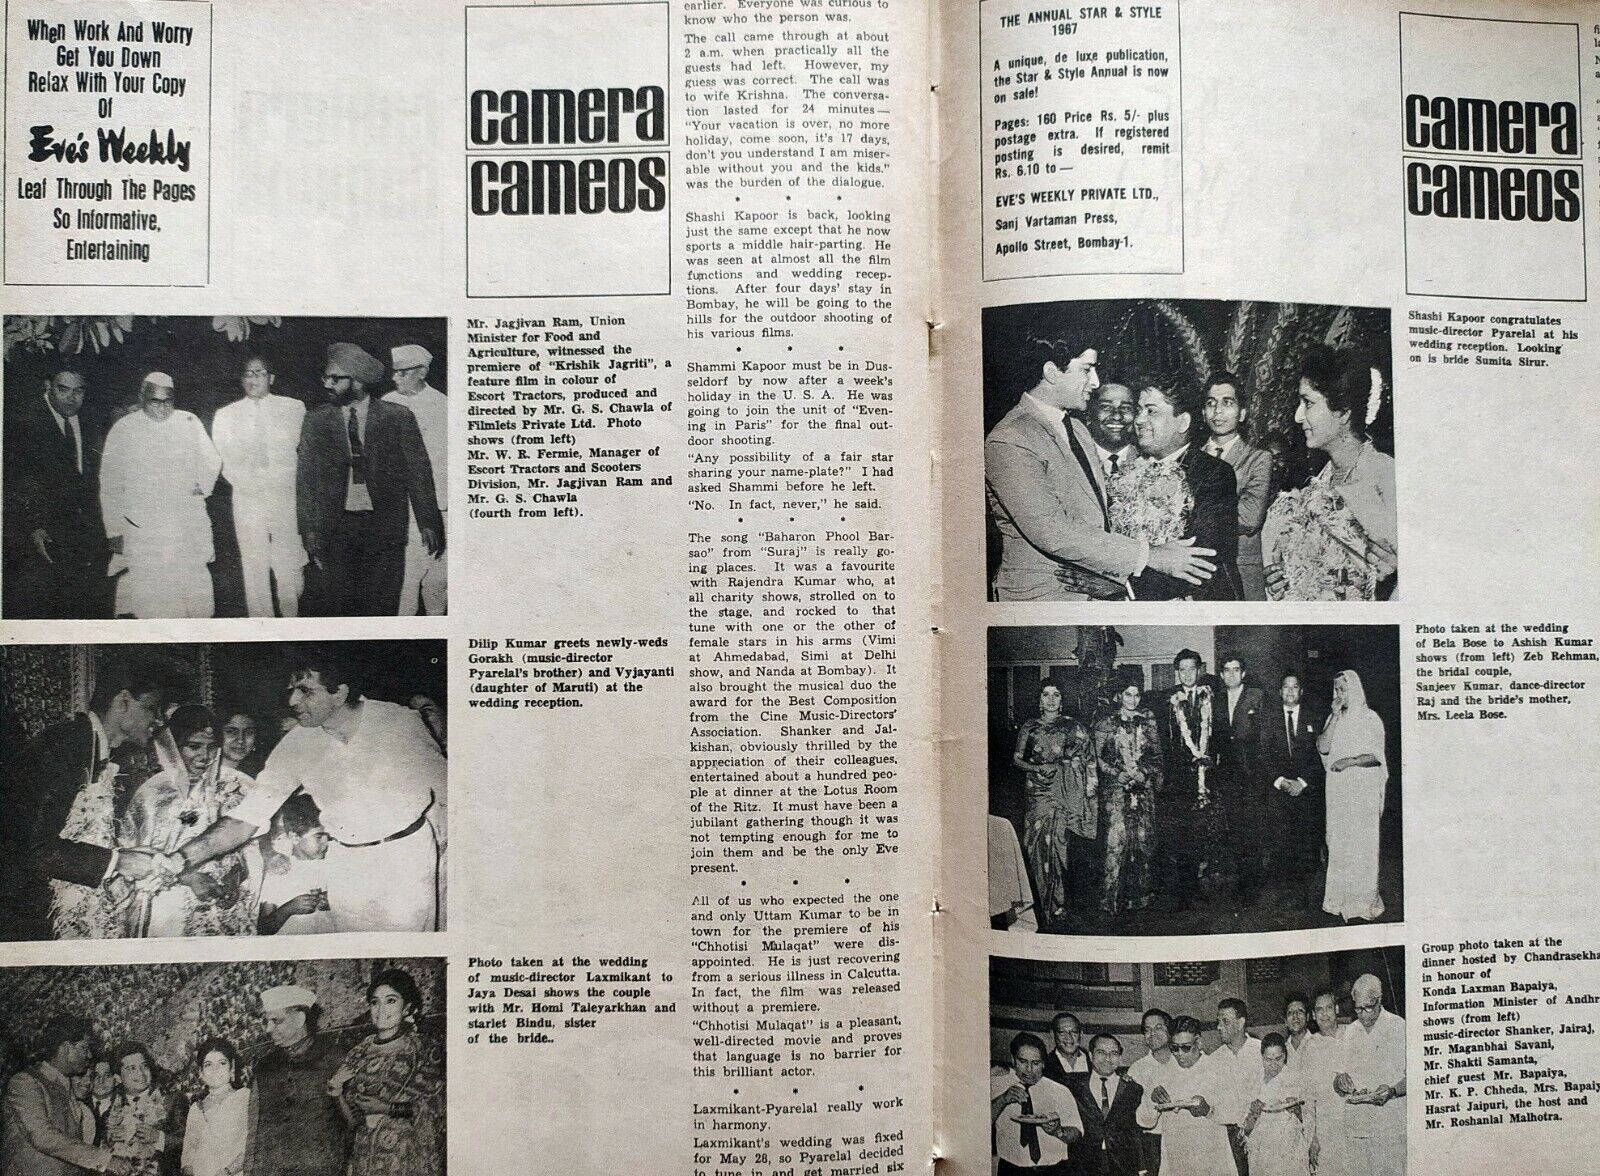 When Work And Worry
Get You Down
Relax With Your Copy
Of
Eve's Weekly
Leaf Through The Pages
So Informative,
Entertaining
camera
cameos
Mr. Jagjivan Ram, Union
Minister for Food and
Agriculture, witnessed the
premiere of "Krishik Jagriti", a
feature film in colour of
Escort Tractors, produced and
directed by Mr. G. S. Chawla of
Filmlets Private Ltd. Photo
shows (from left)
Mr. W. R. Fermie, Manager of
Escort Tractors and Scooters
Division, Mr. Jagjivan Ram and
Mr. G. S. Chawla
(fourth from left).
Dilip Kumar greets newly-weds
Gorakh (music-director
Pyarelal's brother) and Vyjayanti
(daughter of Maruti) at the
wedding reception.
Photo taken at the wedding
of music-director Laxmikant to
Jaya Desai shows the couple
with Mr. Homi Taleyarkhan and
starlet Bindu, sister
of the bride..
earlier. Everyone was curious to
know who the person was.
The call came through at about
2 a.m. when practically all the
guests had left. However, my
guess was correct. The call was
to wife Krishna. The conversa-
tion lasted for 24 minutes—
"Your vacation is over, no more
holiday, come soon, it's 17 days,
don't you understand I am miser-
able without you and the kids."
was the burden of the dialogue.
* * *
Shashi Kapoor is back, looking
just the same except that he now
sports a middle hair-parting. He
was seen at almost all the film
functions and wedding recep-
tions. After four days' stay in
Bombay, he will be going to the
hills for the outdoor shooting of
his various films.
* * *
Shammi Kapoor must be in Dus-
seldorf by now after a week's
holiday in the U. S. A. He was
going to join the unit of "Even-
ing in Paris" for the final out-
door shooting.
"Any possibility of a fair star
sharing your name-plate?" I had
asked Shammi before he left.
"No. In fact, never," he said.
* * *
The song "Baharon Phool Bar-
sao" from "Suraj" is really go-
ing places. It was a favourite
with Rajendra Kumar who, at
all charity shows, strolled on to
the stage, and rocked to that
tune with one or the other of
female stars in his arms (Vimi
at Ahmedabad, Simi at Delhi
show, and Nanda at Bombay). It
also brought the musical duo the
award for the Best Composition
from the Cine Music-Directors'
Association. Shanker and Jai-
kishan, obviously thrilled by the
appreciation of their colleagues,
entertained about a hundred peo-
ple at dinner at the Lotus Room
of the Ritz. It must have been a
jubilant gathering though it was
not tempting enough for me to
join them and be the only Eve
present.
* * *
All of us who expected the one
and only Uttam Kumar to be in
town for the premiere of his
"Chhotisi Mulaqat" were dis-
appointed. He is just recovering
from a serious illness in Calcutta.
In fact, the film was released
without a premiere.
"Chhotisi Mulaqat" is a pleasant,
well-directed movie and proves
that language is no barrier for
this brilliant actor.
* * *
Laxmikant-Pyarelal really work
in harmony.
Laxmikant's wedding was fixed
for May 28, so Pyarelal decided
to tune in and get married six
THE ANNUAL STAR & STYLE
1967
A unique, de luxe publication,
the Star & Style Annual is now
on sale!
Pages: 160 Price Rs. 5/- plus
postage extra. If registered
posting is desired, remit
Rs. 6.10 to —
EVE'S WEEKLY PRIVATE LTD.,
Sanj Vartaman Press,
Apollo Street, Bombay-1.
camera
cameos
Shashi Kapoor congratulates
music-director Pyarelal at his
wedding reception. Looking
on is bride Sumita Sirur.
Photo taken at the wedding
of Bela Bose to Ashish Kumar
shows (from left) Zeb Rehman,
the bridal couple,
Sanjeev Kumar, dance-director
Raj and the bride's mother,
Mrs. Leela Bose.
Group photo taken at the
dinner hosted by Chandrasekha
in honour of
Konda Laxman Bapaiya,
Information Minister of Andhr
shows (from left)
music-director Shanker, Jairaj,
Mr. Maganbhai Savani,
Mr. Shakti Samanta,
chief guest Mr. Bapaiya,
Mr. K. P. Chheda, Mrs. Bapaiy
Hasrat Jaipuri, the host and
Mr. Roshanlal Malhotra.